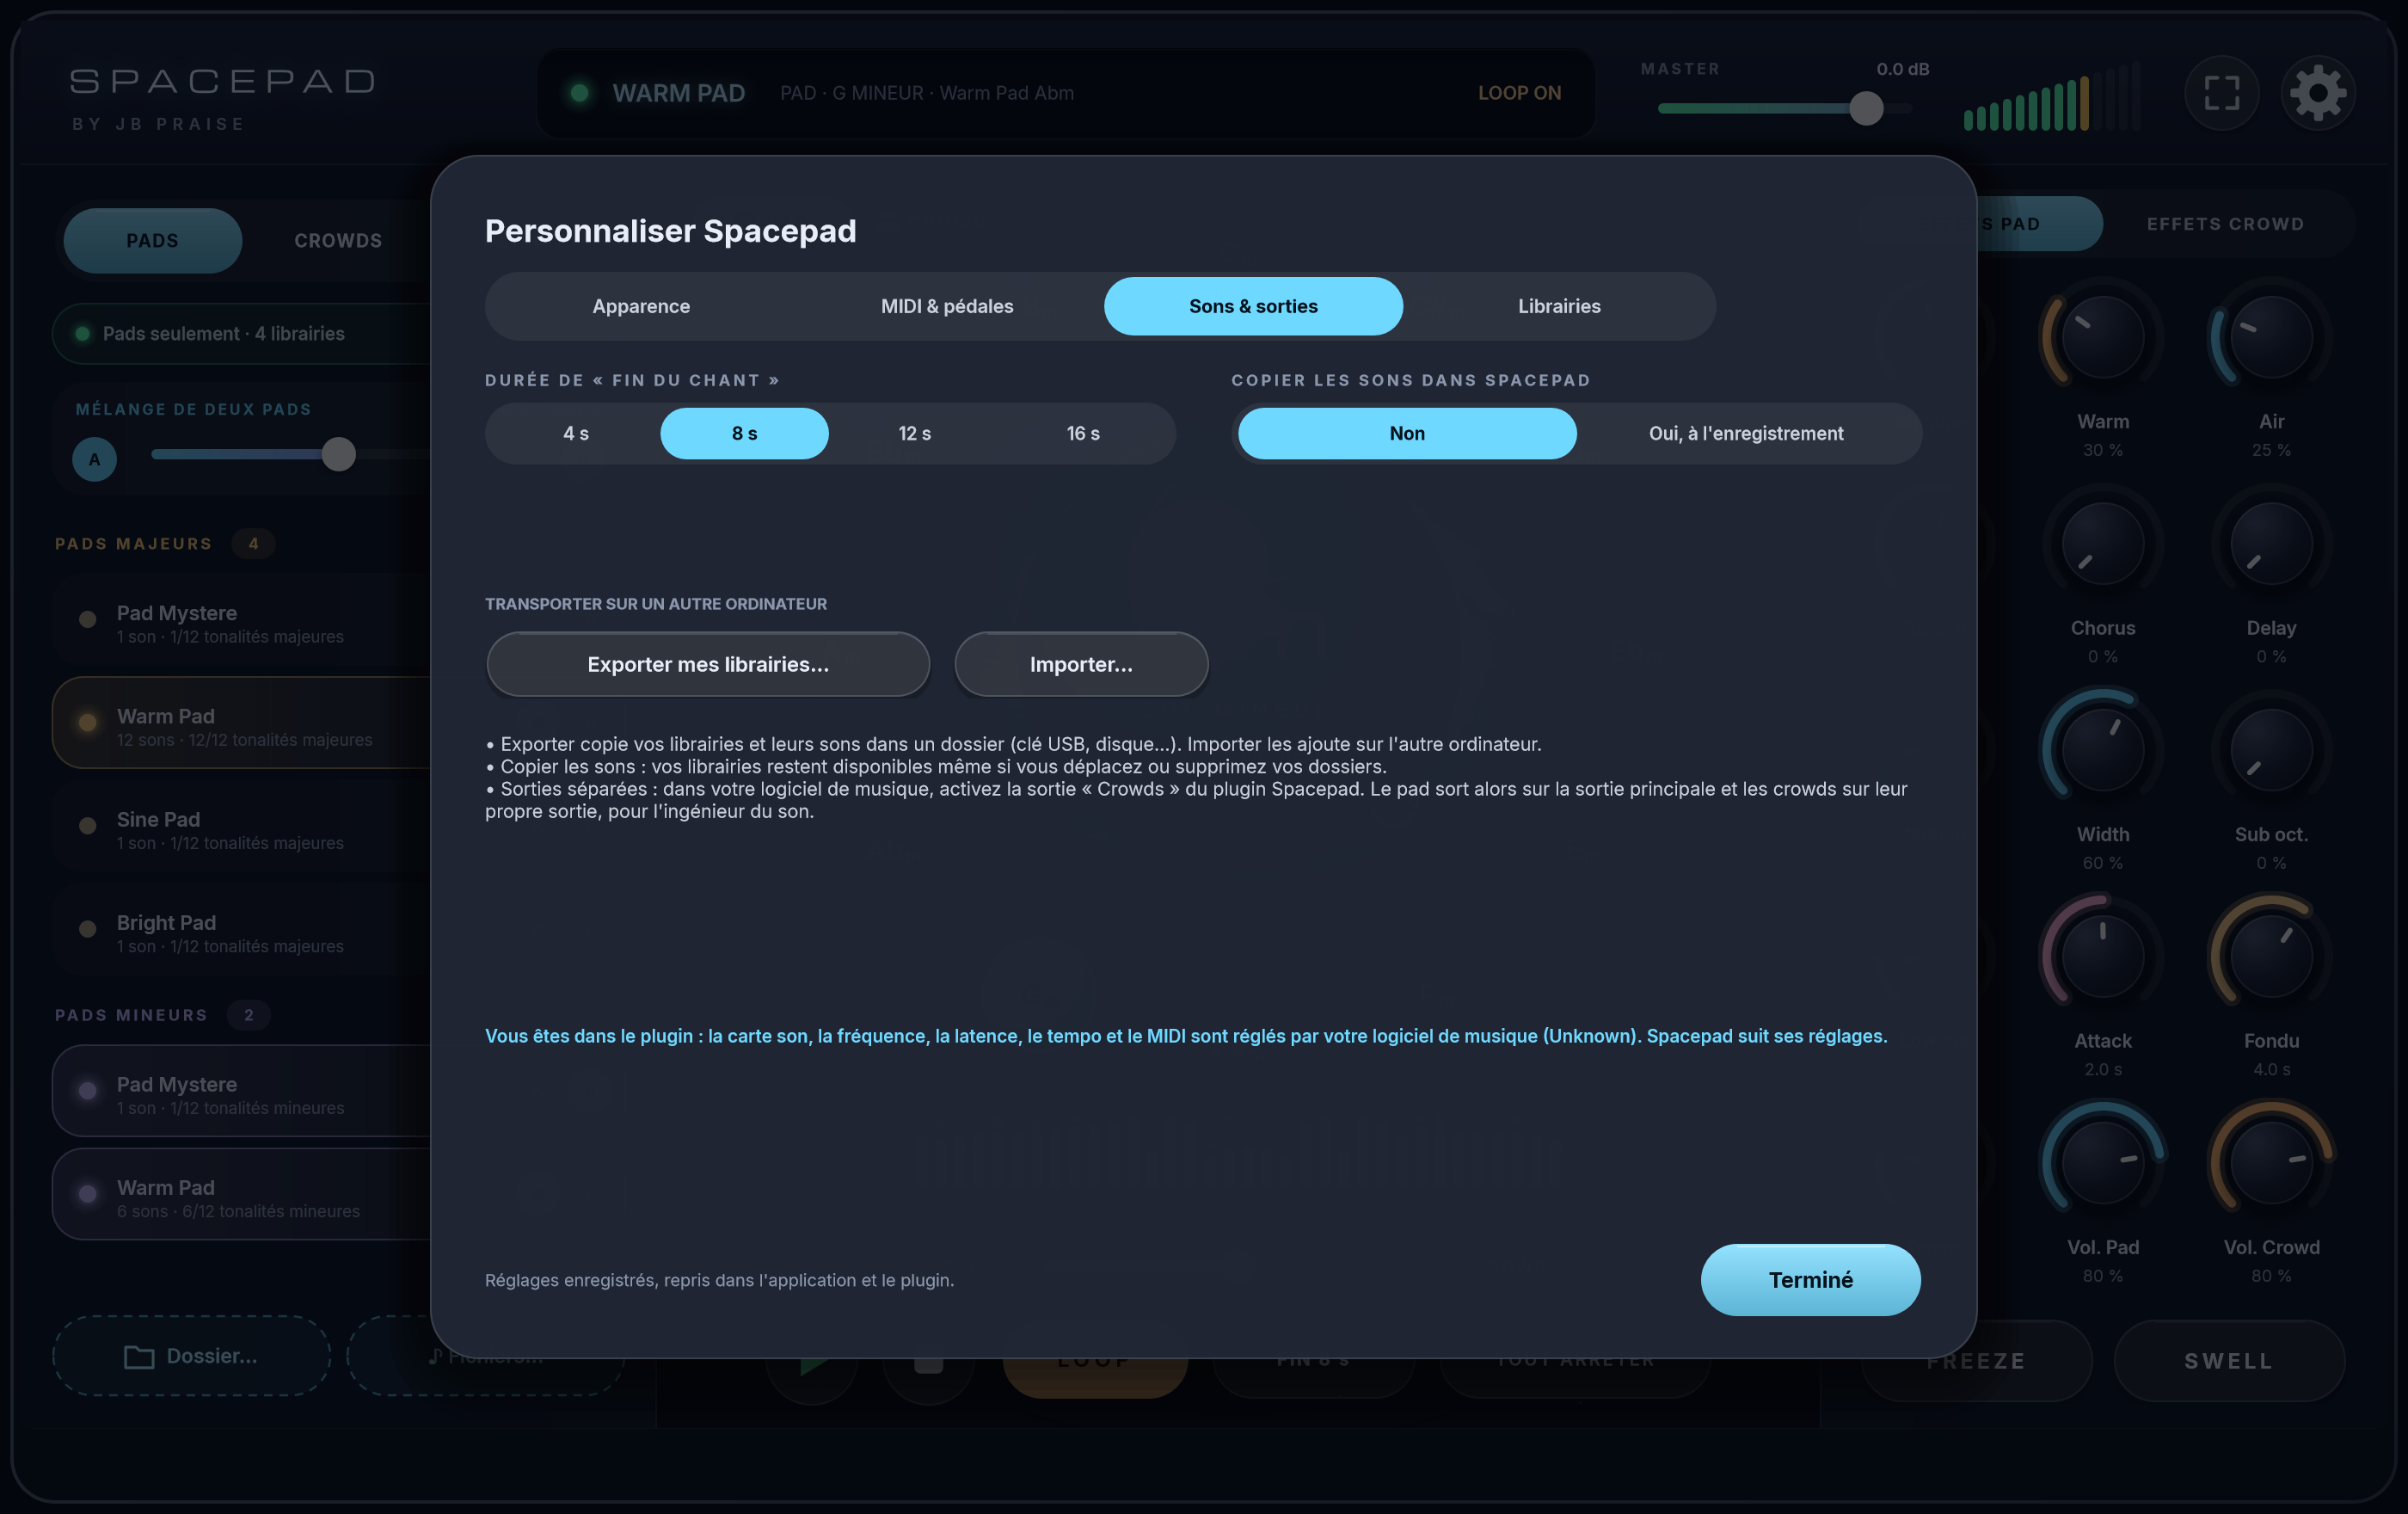 SPACEPAD
BY JB PRAISE
WARM PAD
PAD · G MINEUR · Warm Pad Abm
LOOP ON
MASTER
0.0 dB
PADS
CROWDS
S PAD
EFFETS CROWD
Pads seulement · 4 librairies
MÉLANGE DE DEUX PADS
A
PADS MAJEURS
4
Pad Mystere
1 son · 1/12 tonalités majeures
Warm Pad
12 sons · 12/12 tonalités majeures
Sine Pad
1 son · 1/12 tonalités majeures
Bright Pad
1 son · 1/12 tonalités majeures
PADS MINEURS
2
Pad Mystere
1 son · 1/12 tonalités mineures
Warm Pad
6 sons · 6/12 tonalités mineures
Dossier...
Personnaliser Spacepad
Apparence
MIDI & pédales
Sons & sorties
Librairies
DURÉE DE « FIN DU CHANT »
4 s
8 s
12 s
16 s
COPIER LES SONS DANS SPACEPAD
Non
Oui, à l'enregistrement
TRANSPORTER SUR UN AUTRE ORDINATEUR
Exporter mes librairies...
Importer...
• Exporter copie vos librairies et leurs sons dans un dossier (clé USB, disque...). Importer les ajoute sur l'autre ordinateur.
• Copier les sons : vos librairies restent disponibles même si vous déplacez ou supprimez vos dossiers.
• Sorties séparées : dans votre logiciel de musique, activez la sortie « Crowds » du plugin Spacepad. Le pad sort alors sur la sortie principale et les crowds sur leur
propre sortie, pour l'ingénieur du son.
Vous êtes dans le plugin : la carte son, la fréquence, la latence, le tempo et le MIDI sont réglés par votre logiciel de musique (Unknown). Spacepad suit ses réglages.
Réglages enregistrés, repris dans l'application et le plugin.
Terminé
LOOP
FIN 8 s
TOUT ARRÊTER
Warm
30 %
Air
25 %
Chorus
0 %
Delay
0 %
Width
60 %
Sub oct.
0 %
Attack
2.0 s
Fondu
4.0 s
Vol. Pad
80 %
Vol. Crowd
80 %
FREEZE
SWELL